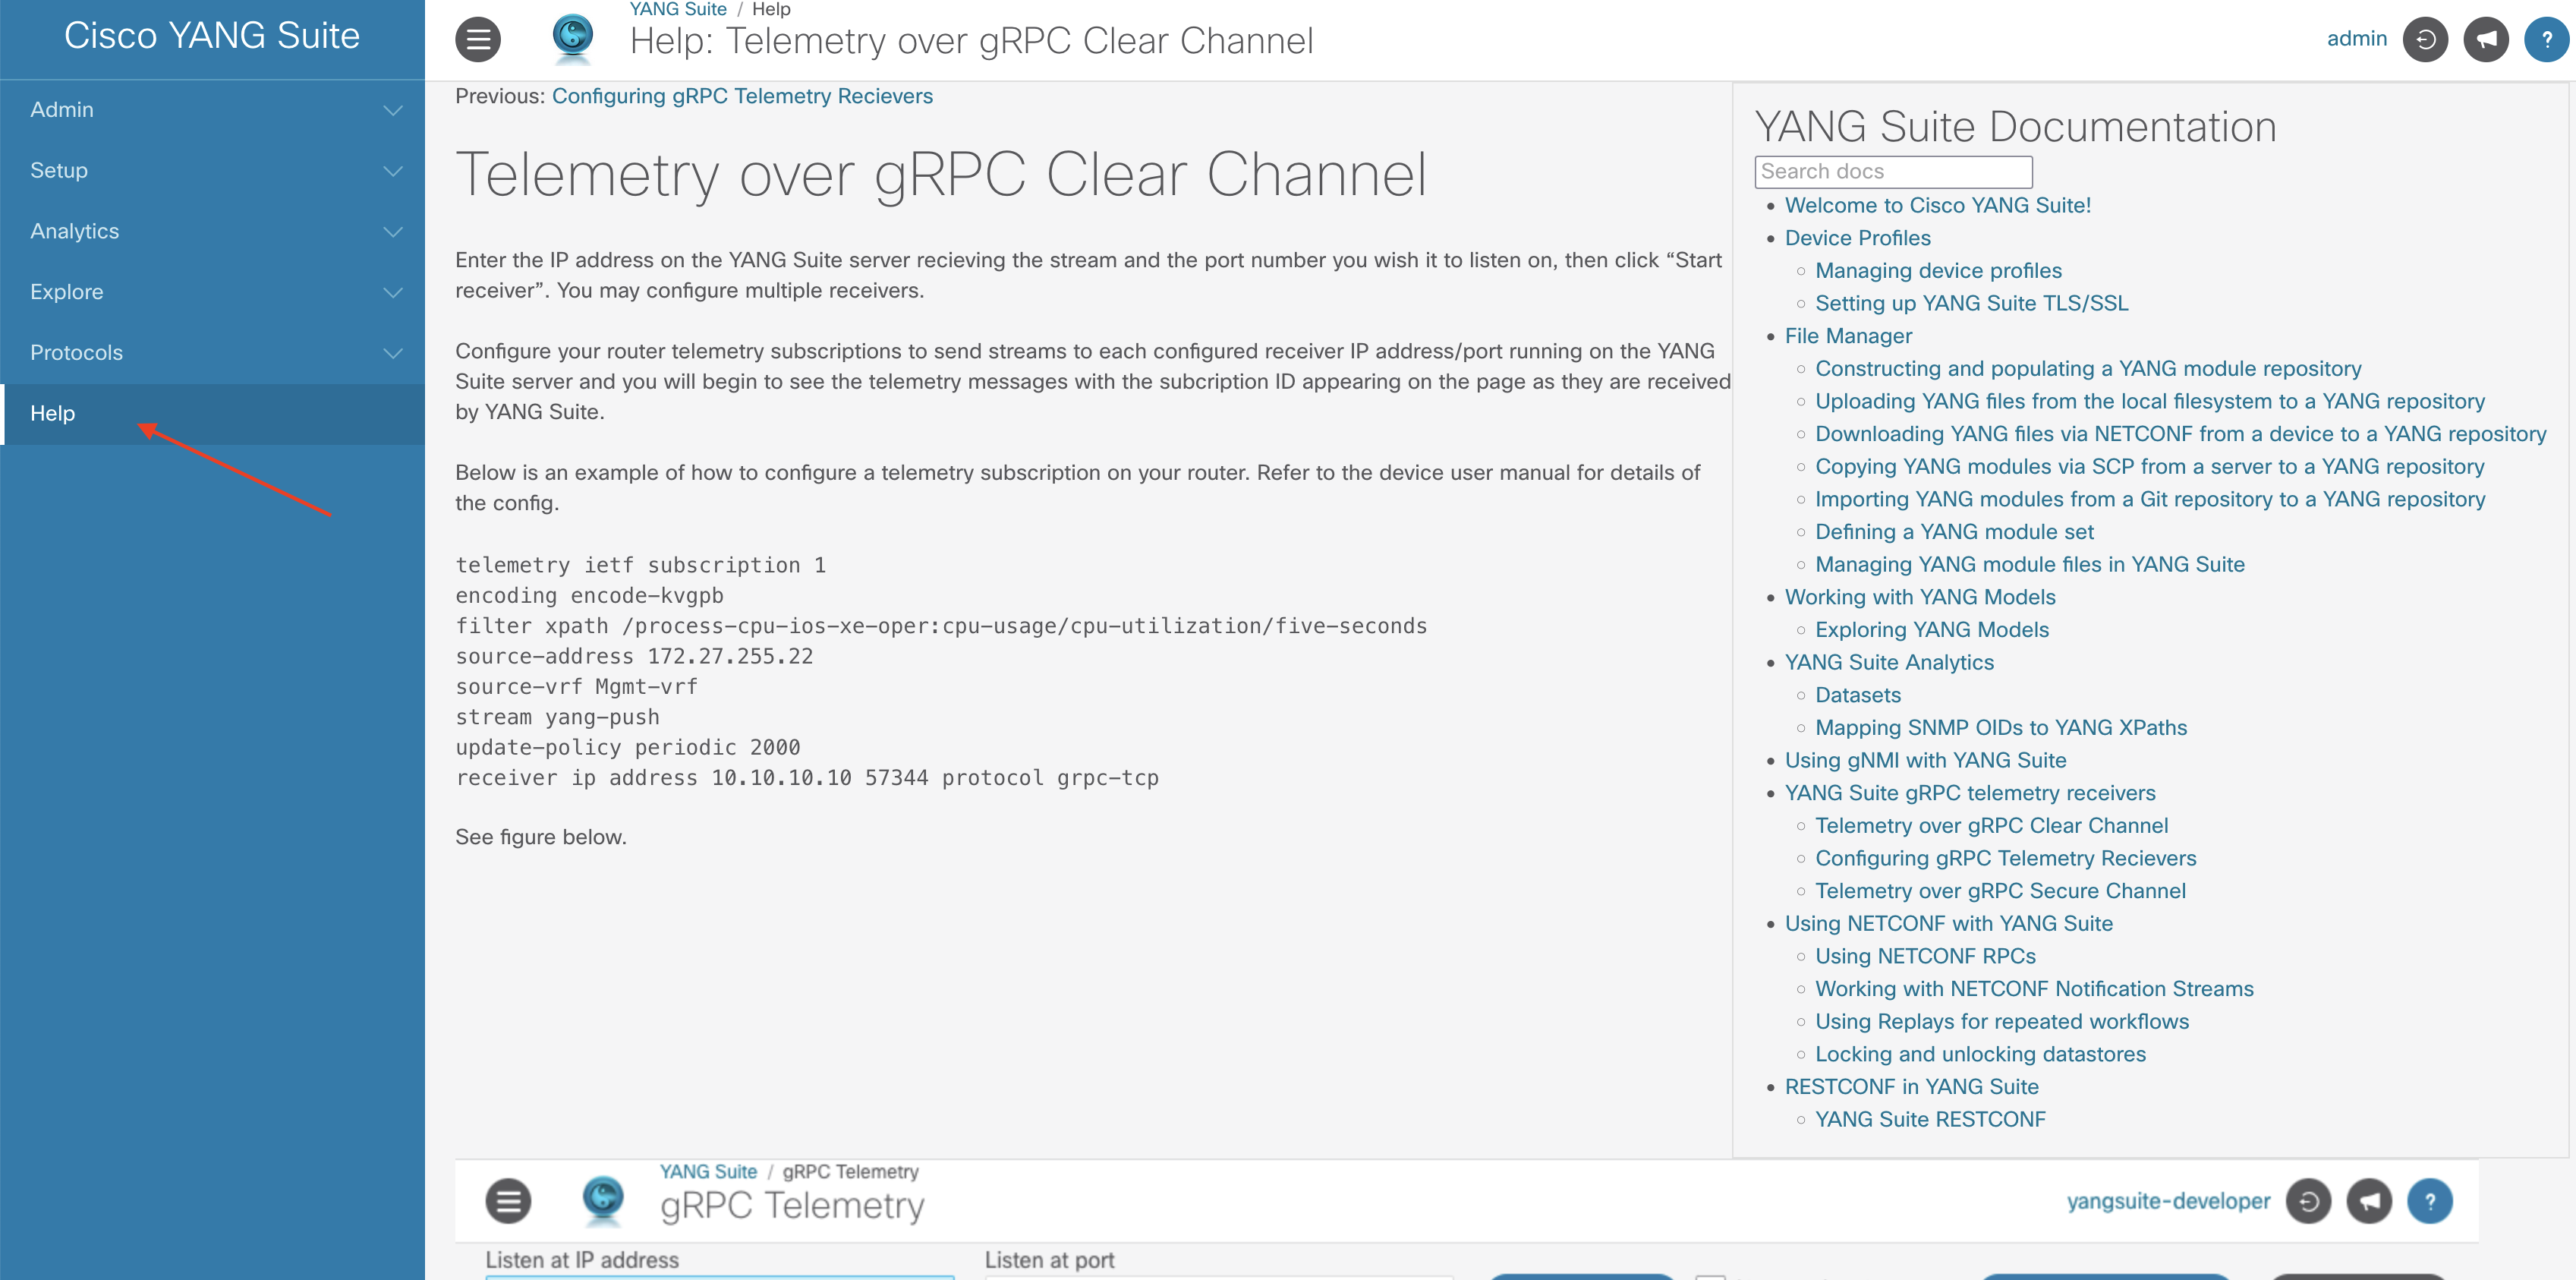 Cisco YANG Suite
Admin
Setup
Analytics
Explore
Protocols
Help
YANG Suite / Help
Help: Telemetry over gRPC Clear Channel
admin
?
Previous: Configuring gRPC Telemetry Recievers
Telemetry over gRPC Clear Channel
Enter the IP address on the YANG Suite server recieving the stream and the port number you wish it to listen on, then click “Start
receiver”. You may configure multiple receivers.
Configure your router telemetry subscriptions to send streams to each configured receiver IP address/port running on the YANG
Suite server and you will begin to see the telemetry messages with the subcription ID appearing on the page as they are received
by YANG Suite.
Below is an example of how to configure a telemetry subscription on your router. Refer to the device user manual for details of
the config.
telemetry ietf subscription 1
encoding encode-kvgpb
filter xpath /process-cpu-ios-xe-oper:cpu-usage/cpu-utilization/five-seconds
source-address 172.27.255.22
source-vrf Mgmt-vrf
stream yang-push
update-policy periodic 2000
receiver ip address 10.10.10.10 57344 protocol grpc-tcp
See figure below.
YANG Suite Documentation
Search docs
Welcome to Cisco YANG Suite!
Device Profiles
Managing device profiles
Setting up YANG Suite TLS/SSL
File Manager
Constructing and populating a YANG module repository
Uploading YANG files from the local filesystem to a YANG repository
Downloading YANG files via NETCONF from a device to a YANG repository
Copying YANG modules via SCP from a server to a YANG repository
Importing YANG modules from a Git repository to a YANG repository
Defining a YANG module set
Managing YANG module files in YANG Suite
Working with YANG Models
Exploring YANG Models
YANG Suite Analytics
Datasets
Mapping SNMP OIDs to YANG XPaths
Using gNMI with YANG Suite
YANG Suite gRPC telemetry receivers
Telemetry over gRPC Clear Channel
Configuring gRPC Telemetry Recievers
Telemetry over gRPC Secure Channel
Using NETCONF with YANG Suite
Using NETCONF RPCs
Working with NETCONF Notification Streams
Using Replays for repeated workflows
Locking and unlocking datastores
RESTCONF in YANG Suite
YANG Suite RESTCONF
YANG Suite / gRPC Telemetry
gRPC Telemetry
yangsuite-developer
?
Listen at IP address
Listen at port